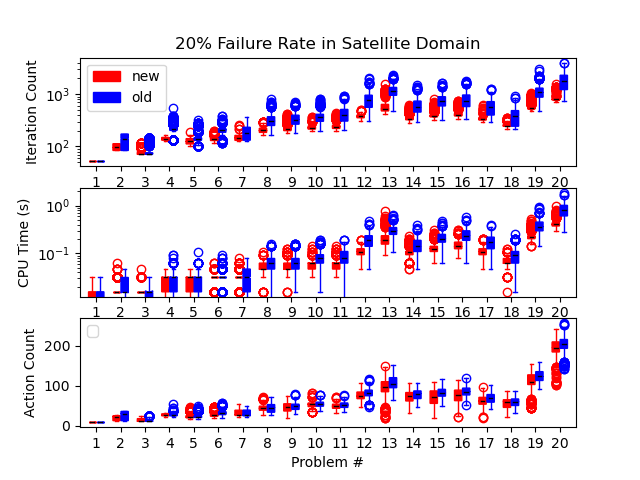 20% Failure Rate in Satellite Domain
new
old
Iteration Count
10³
10²
1 2 3 4 5 6 7 8 9 10 11 12 13 14 15 16 17 18 19 20
CPU Time (s)
10⁰
10⁻¹
1 2 3 4 5 6 7 8 9 10 11 12 13 14 15 16 17 18 19 20
Action Count
200
100
0
1 2 3 4 5 6 7 8 9 10 11 12 13 14 15 16 17 18 19 20
Problem #